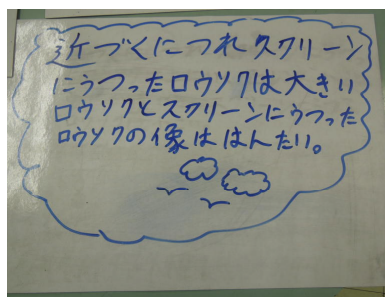 近づくにつれスクリーン
にうつったロウソクは大きい
ロウソクとスクリーンにうつった
ロウソクの像ははんたい。